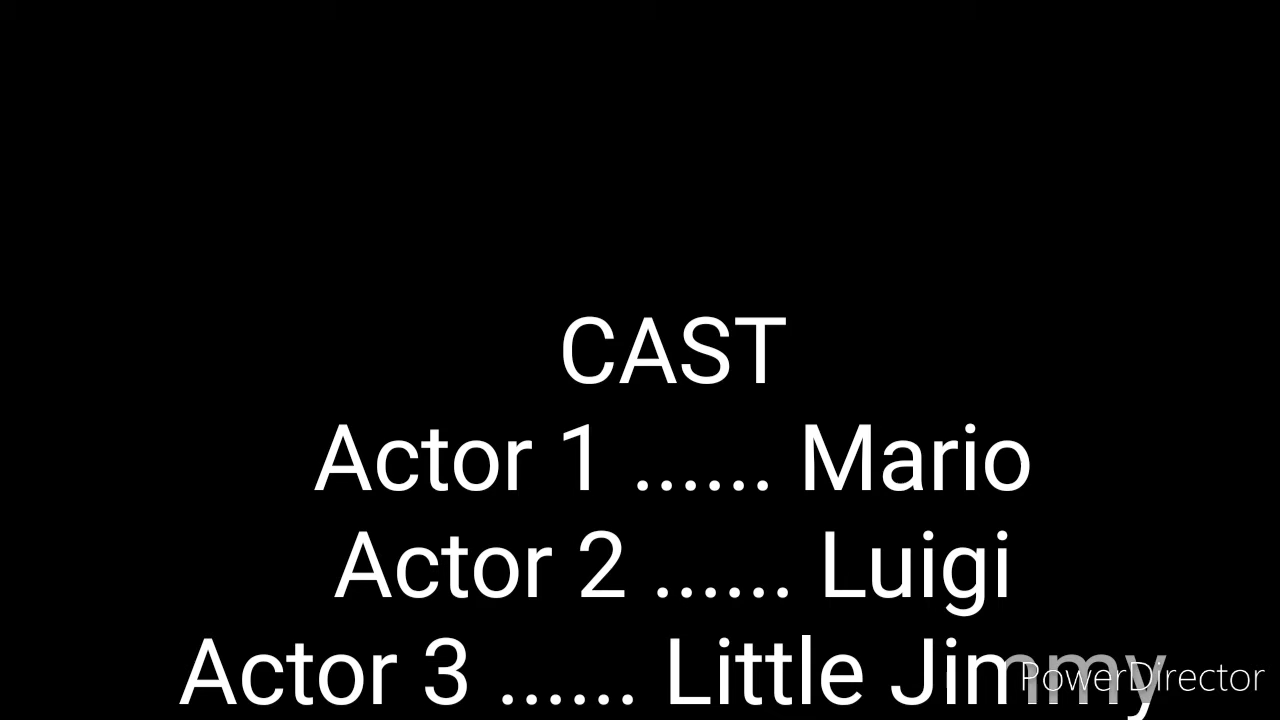 CAST
Actor 1 ...... Mario
Actor 2 ...... Luigi
Actor 3 ...... Little Jimmy
PowerDirector